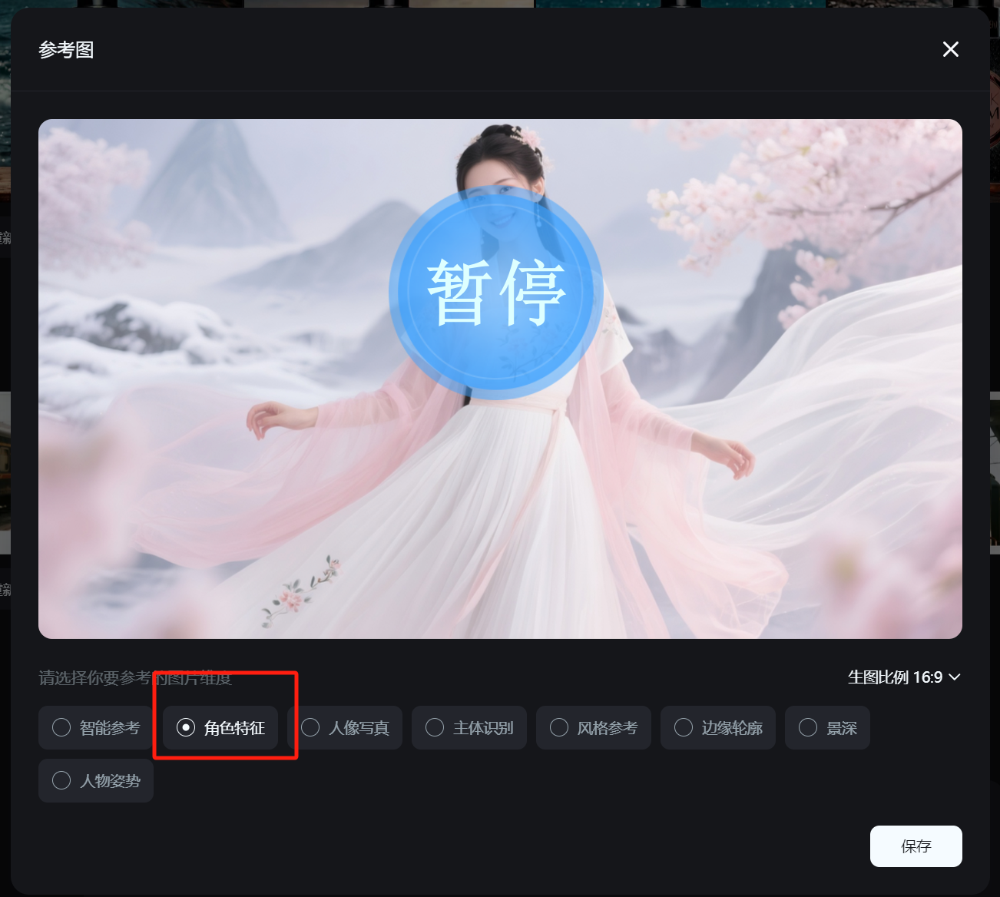 参考图
暂停
请选择你要参考的图片维度
生图比例 16:9
智能参考
角色特征
人像写真
主体识别
风格参考
边缘轮廓
景深
人物姿势
保存